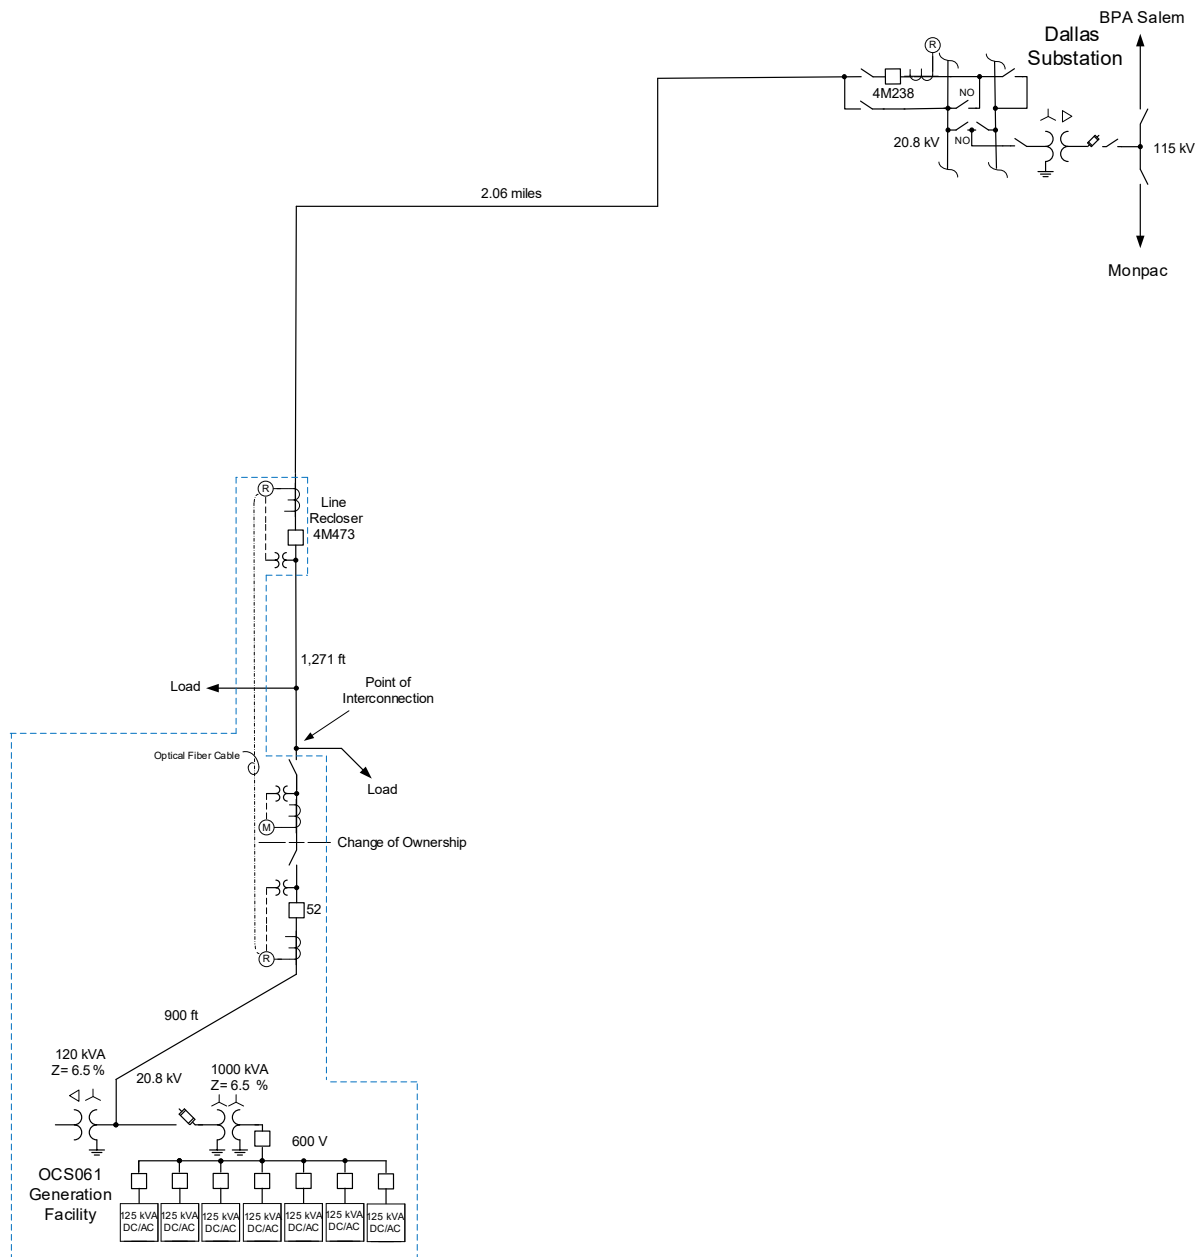 BPA Salem
Dallas
Substation
R
4M238
NO
20.8 kV
NO
115 kV
2.06 miles
Monpac
R
Line
Recloser
4M473
1,271 ft
Load
Point of
Interconnection
Optical Fiber Cable
Load
M
Change of Ownership
52
R
900 ft
120 kVA
Z= 6.5 %
20.8 kV
1000 kVA
Z= 6.5 %
600 V
OCS061
Generation
Facility
125 kVA
DC/AC
125 kVA
DC/AC
125 kVA
DC/AC
125 kVA
DC/AC
125 kVA
DC/AC
125 kVA
DC/AC
125 kVA
DC/AC